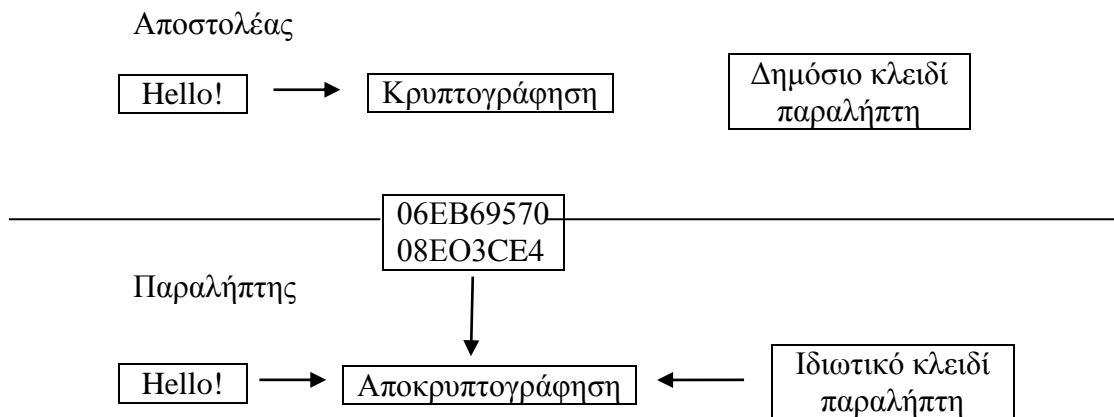 Αποστολέας
Hello!
Κρυπτογράφηση
Δημόσιο κλειδί
παραλήπτη
06EB69570
08EO3CE4
Παραλήπτης
Hello!
Αποκρυπτογράφηση
Ιδιωτικό κλειδί
παραλήπτη